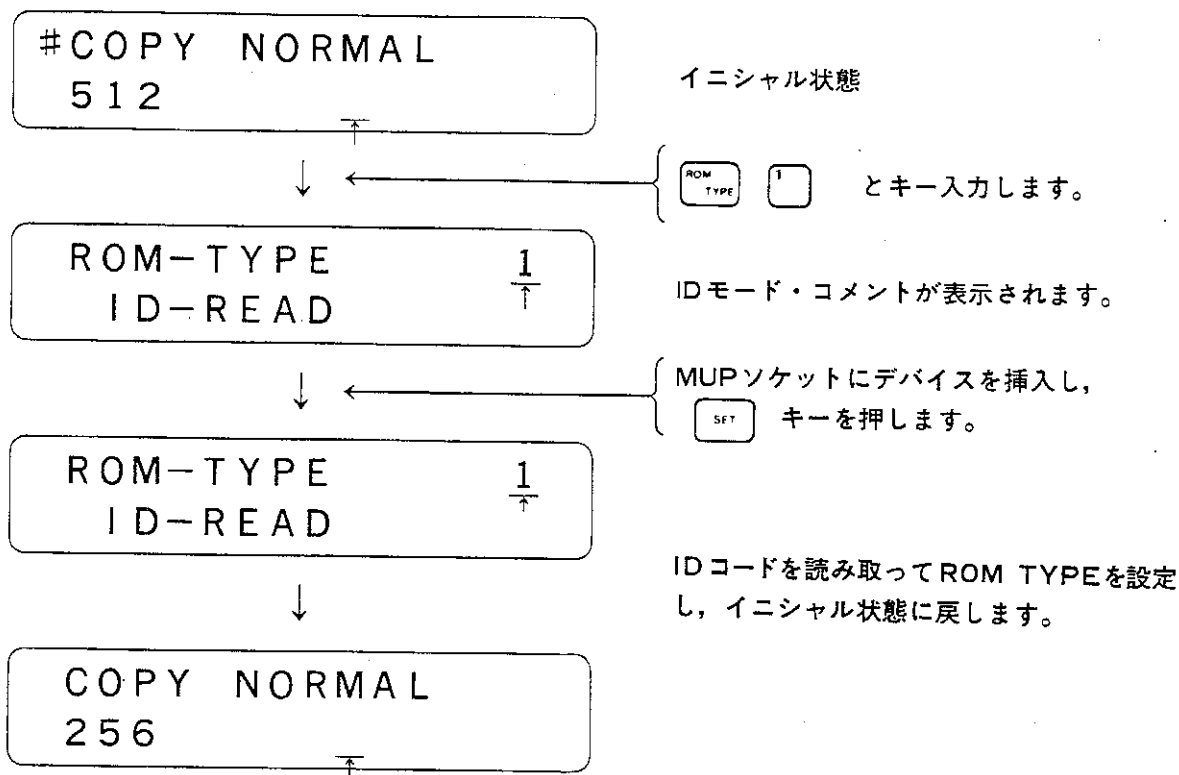 #COPY NORMAL
512
イニシャル状態
ROM TYPE 1 とキー入力します。
ROM-TYPE 1
ID-READ
IDモード・コメントが表示されます。
MUPソケットにデバイスを挿入し,
SET キーを押します。
ROM-TYPE 1
ID-READ
IDコードを読み取ってROM TYPEを設定
し,イニシャル状態に戻します。
COPY NORMAL
256